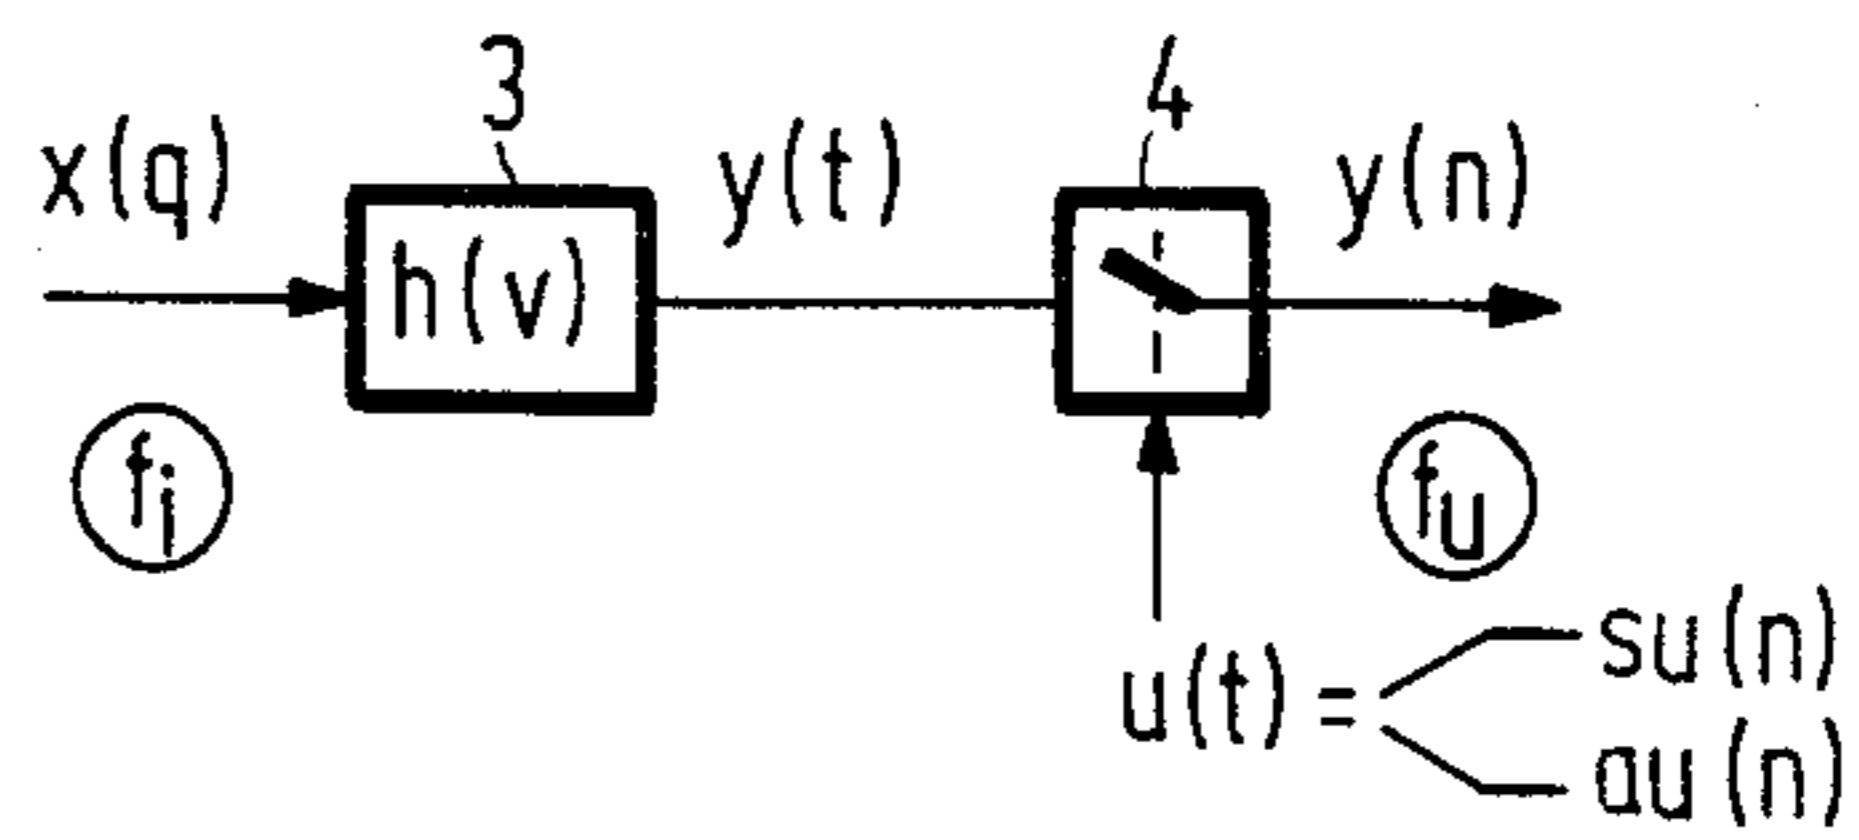 3
4
x(q)
y(t)
y(n)
h(v)
fi
fu
su(n)
u(t) =
au(n)